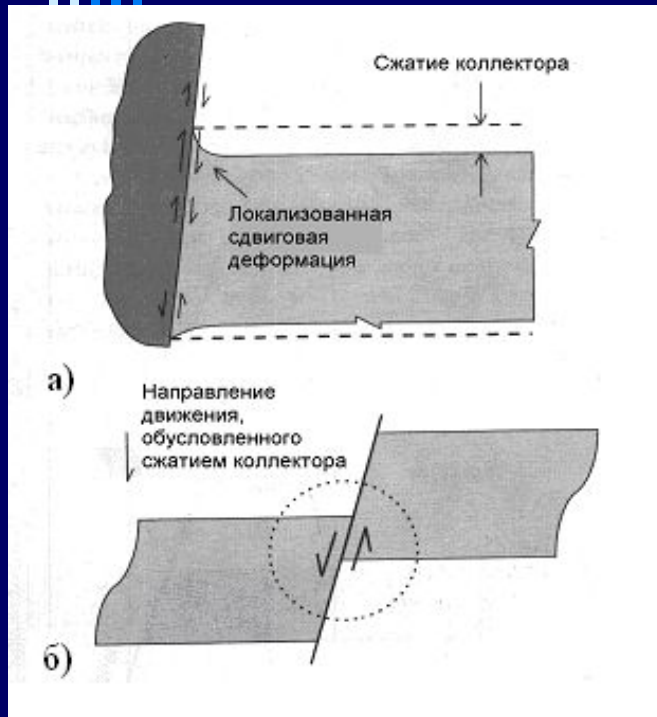 Сжатие коллектора
Локализованная
сдвиговая
деформация
а)
Направление
движения,
обусловленного
сжатием коллектора
б)